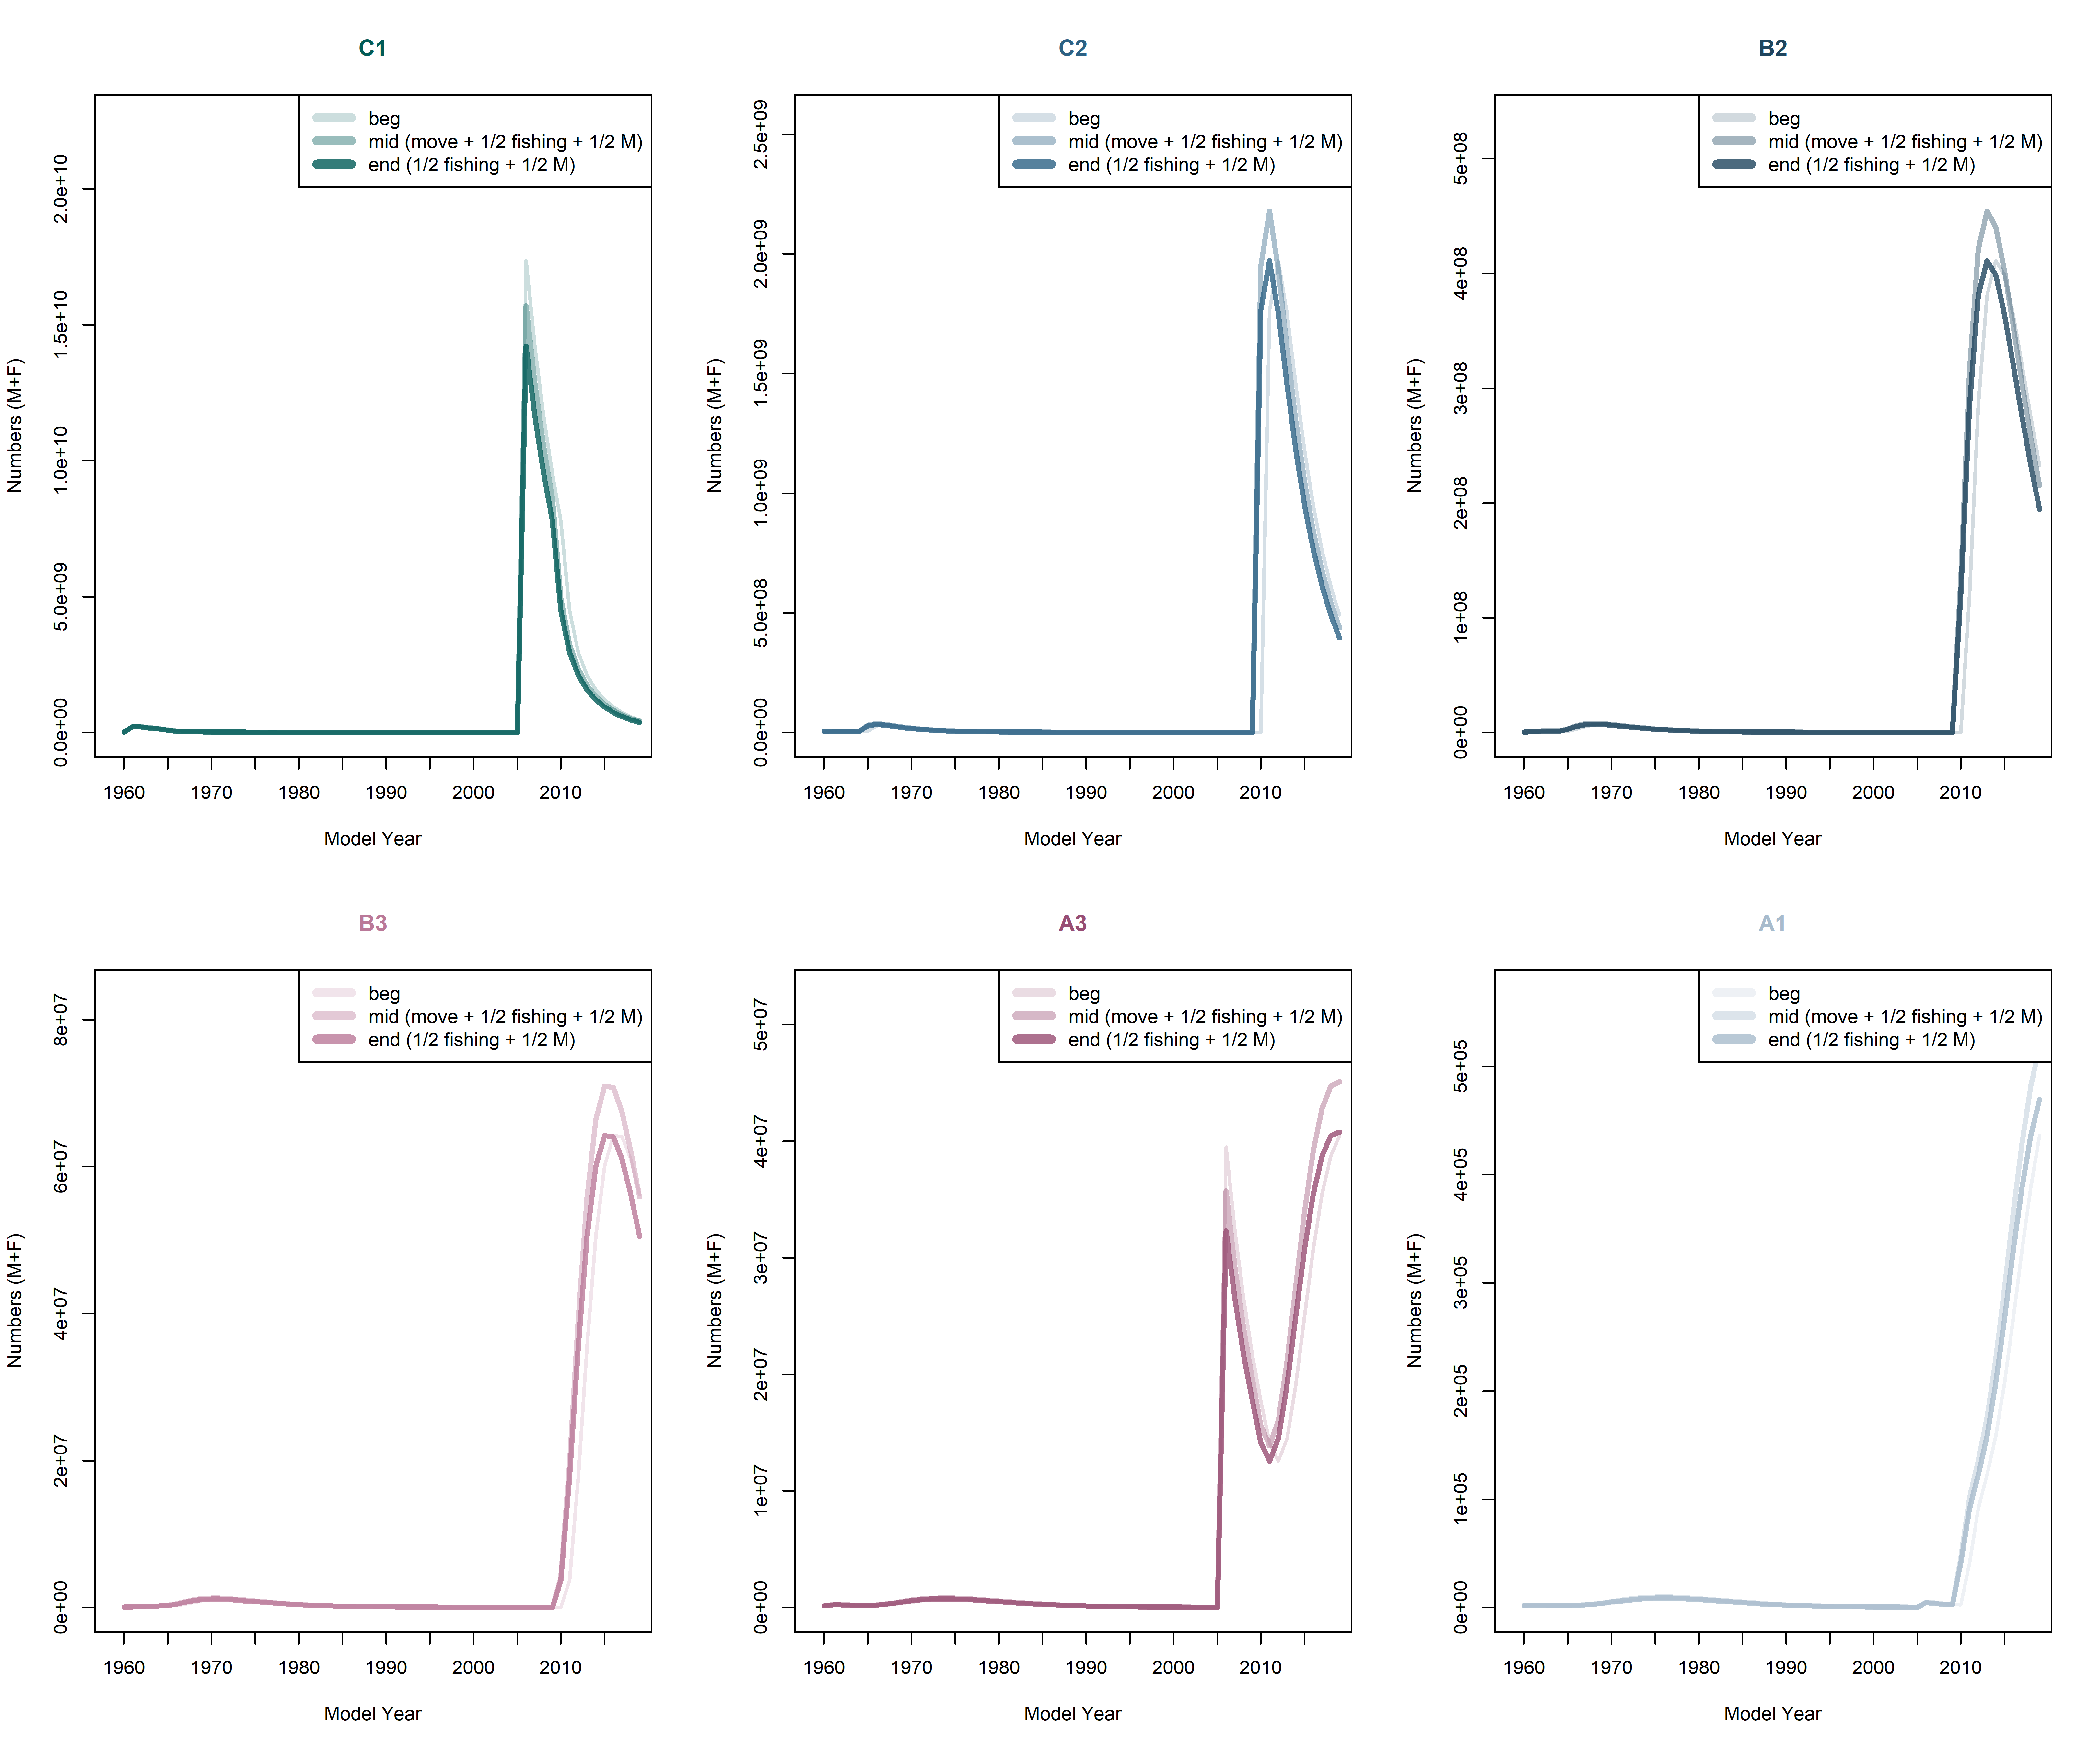 C1
beg
mid (move + 1/2 fishing + 1/2 M)
end (1/2 fishing + 1/2 M)
Numbers (M+F)
0.0e+00 5.0e+09 1.0e+10 1.5e+10 2.0e+10
1960 1970 1980 1990 2000 2010
Model Year
C2
beg
mid (move + 1/2 fishing + 1/2 M)
end (1/2 fishing + 1/2 M)
Numbers (M+F)
0.0e+00 5.0e+08 1.0e+09 1.5e+09 2.0e+09 2.5e+09
1960 1970 1980 1990 2000 2010
Model Year
B2
beg
mid (move + 1/2 fishing + 1/2 M)
end (1/2 fishing + 1/2 M)
Numbers (M+F)
0e+00 1e+08 2e+08 3e+08 4e+08 5e+08
1960 1970 1980 1990 2000 2010
Model Year
B3
beg
mid (move + 1/2 fishing + 1/2 M)
end (1/2 fishing + 1/2 M)
Numbers (M+F)
0e+00 2e+07 4e+07 6e+07 8e+07
1960 1970 1980 1990 2000 2010
Model Year
A3
beg
mid (move + 1/2 fishing + 1/2 M)
end (1/2 fishing + 1/2 M)
Numbers (M+F)
0e+00 1e+07 2e+07 3e+07 4e+07 5e+07
1960 1970 1980 1990 2000 2010
Model Year
A1
beg
mid (move + 1/2 fishing + 1/2 M)
end (1/2 fishing + 1/2 M)
Numbers (M+F)
0e+00 1e+05 2e+05 3e+05 4e+05 5e+05
1960 1970 1980 1990 2000 2010
Model Year